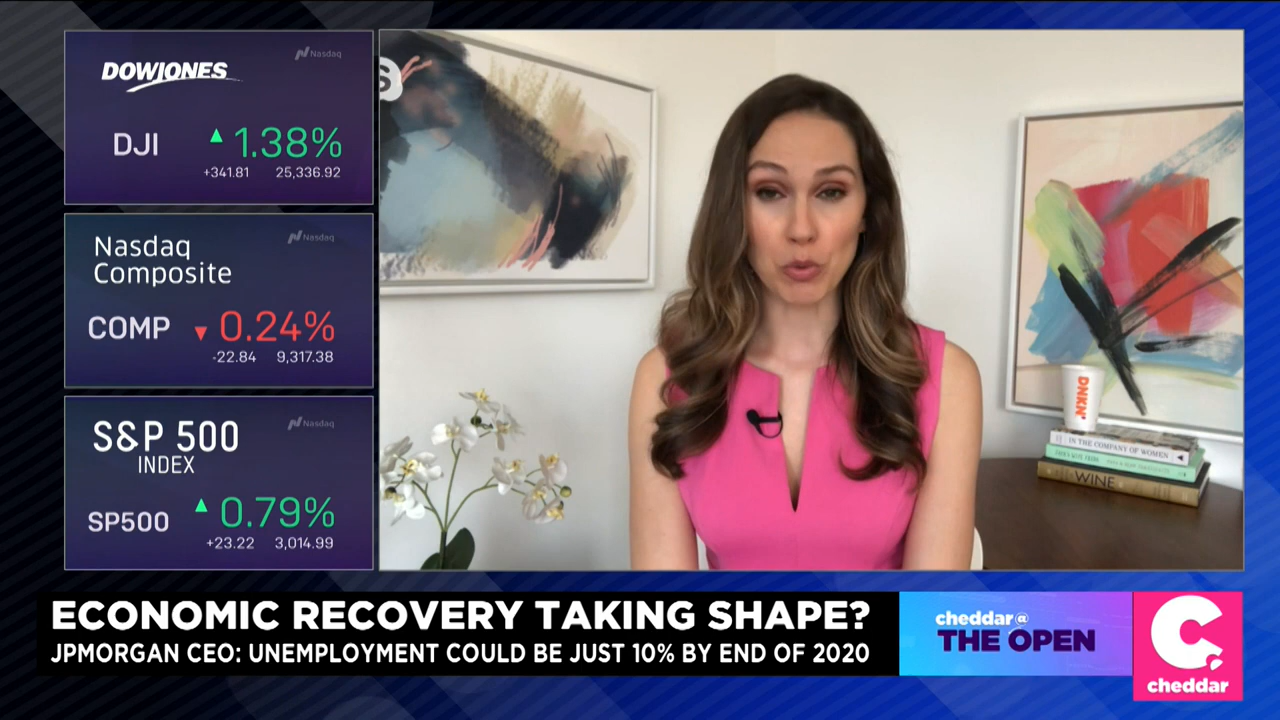 DOWJONES
Nasdaq
DJI
1.38%
+341.81 25,336.92
Nasdaq
Nasdaq
Composite
COMP
0.24%
-22.84 9,317.38
Nasdaq
S&P 500
INDEX
SP500
0.79%
+23.22 3,014.99
S
DNKN'
IN THE COMPANY OF WOMEN
WINE
ECONOMIC RECOVERY TAKING SHAPE?
JPMORGAN CEO: UNEMPLOYMENT COULD BE JUST 10% BY END OF 2020
cheddar@
THE OPEN
C
cheddar